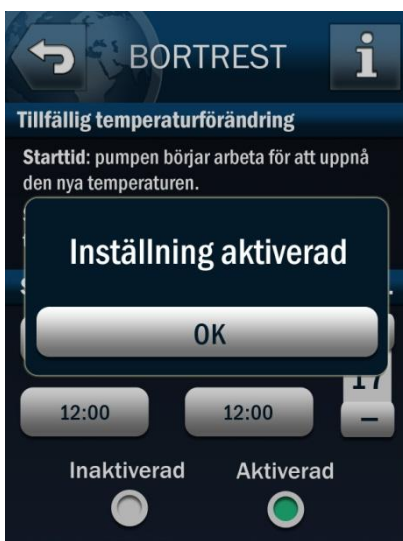 BORTREST
i
Tillfällig temperaturförändring
Starttid: pumpen börjar arbeta för att uppnå
den nya temperaturen.
Inställning aktiverad
OK
17
12:00 12:00 –
Inaktiverad Aktiverad